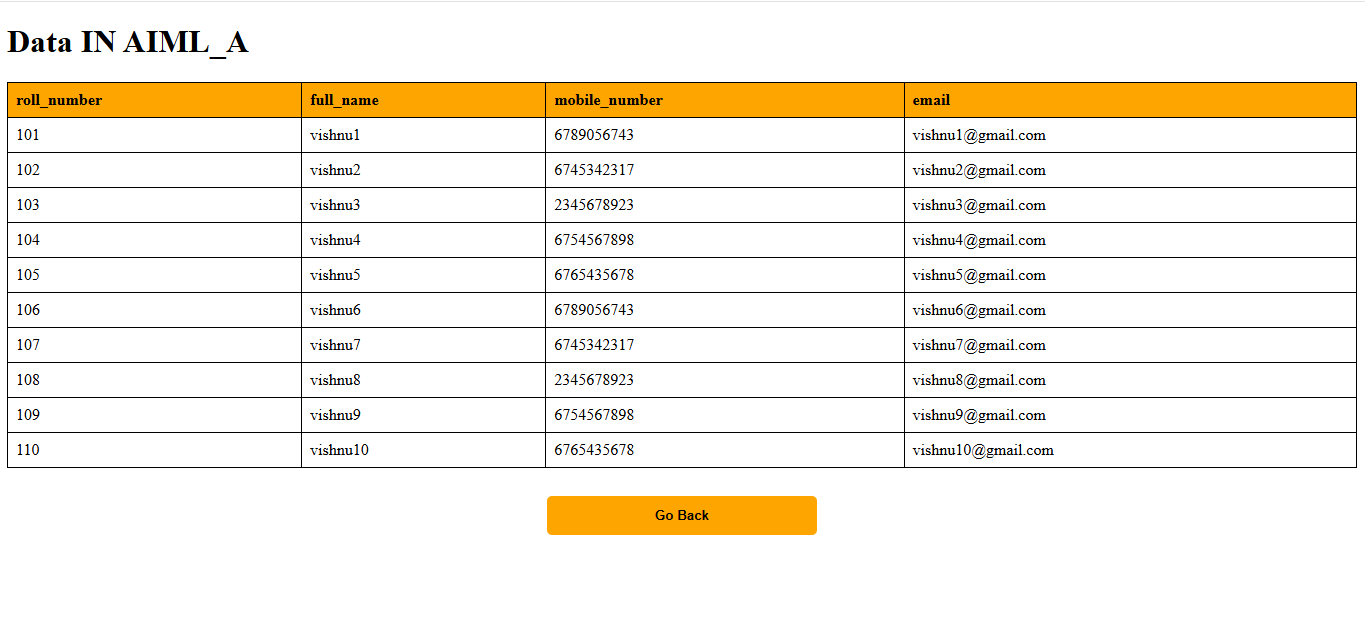 Data IN AIML_A
roll_number full_name mobile_number email
101 vishnu1 6789056743 vishnu1@gmail.com
102 vishnu2 6745342317 vishnu2@gmail.com
103 vishnu3 2345678923 vishnu3@gmail.com
104 vishnu4 6754567898 vishnu4@gmail.com
105 vishnu5 6765435678 vishnu5@gmail.com
106 vishnu6 6789056743 vishnu6@gmail.com
107 vishnu7 6745342317 vishnu7@gmail.com
108 vishnu8 2345678923 vishnu8@gmail.com
109 vishnu9 6754567898 vishnu9@gmail.com
110 vishnu10 6765435678 vishnu10@gmail.com
Go Back